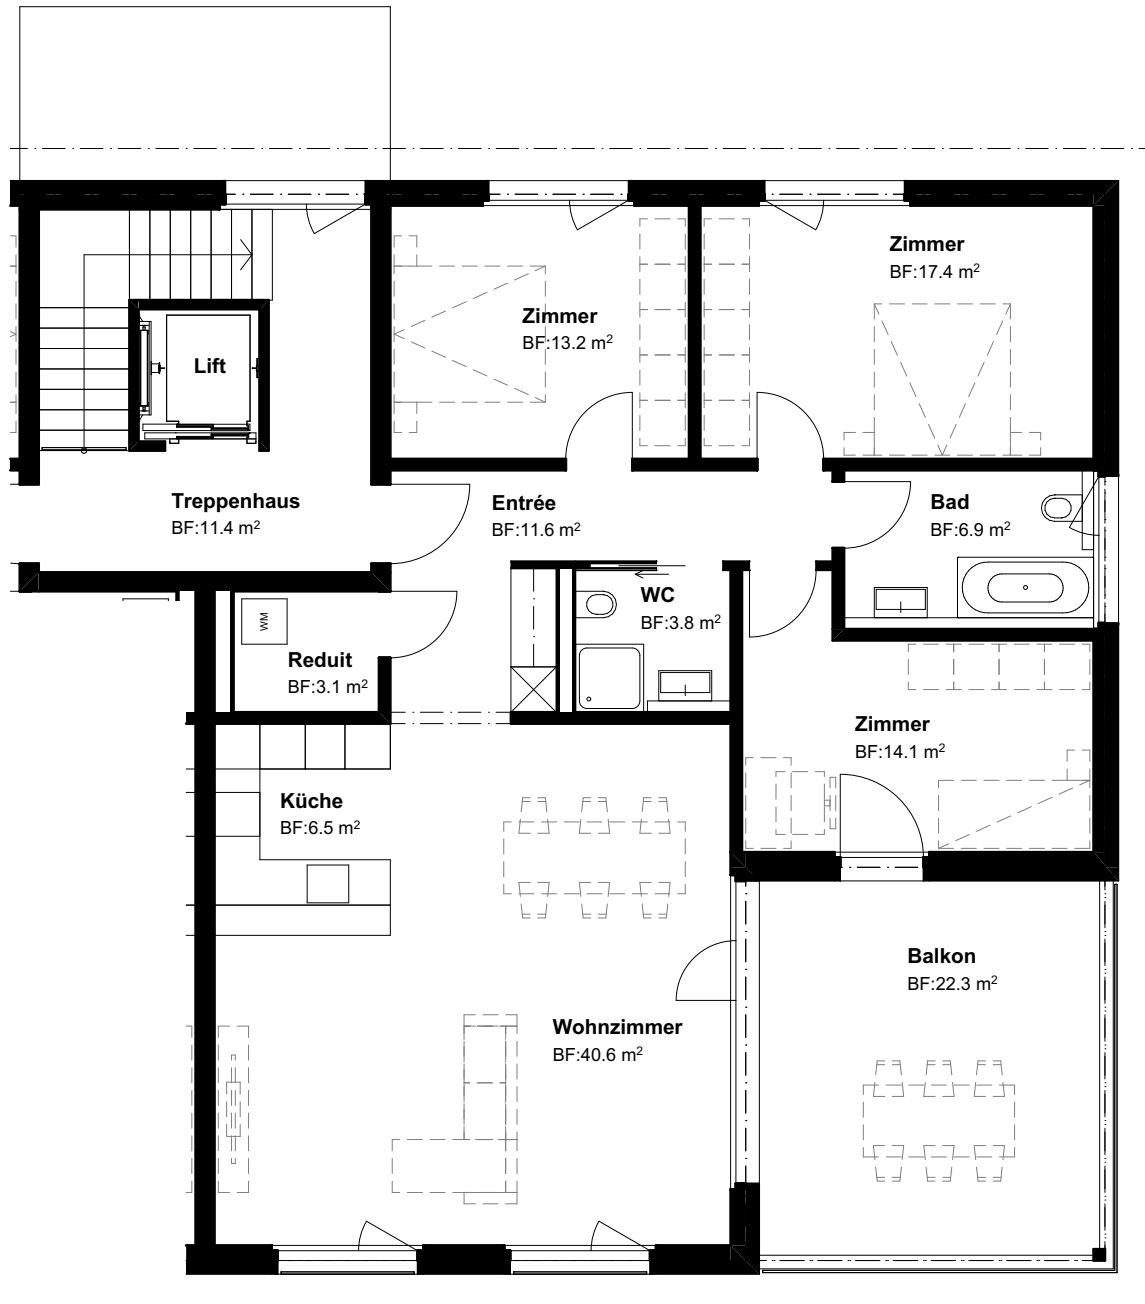 Zimmer
BF:17.4 m²
Zimmer
BF:13.2 m²
Lift
Treppenhaus
BF:11.4 m²
Entrée
BF:11.6 m²
Bad
BF:6.9 m²
WC
BF:3.8 m²
WM
Reduit
BF:3.1 m²
Zimmer
BF:14.1 m²
Küche
BF:6.5 m²
Balkon
BF:22.3 m²
Wohnzimmer
BF:40.6 m²